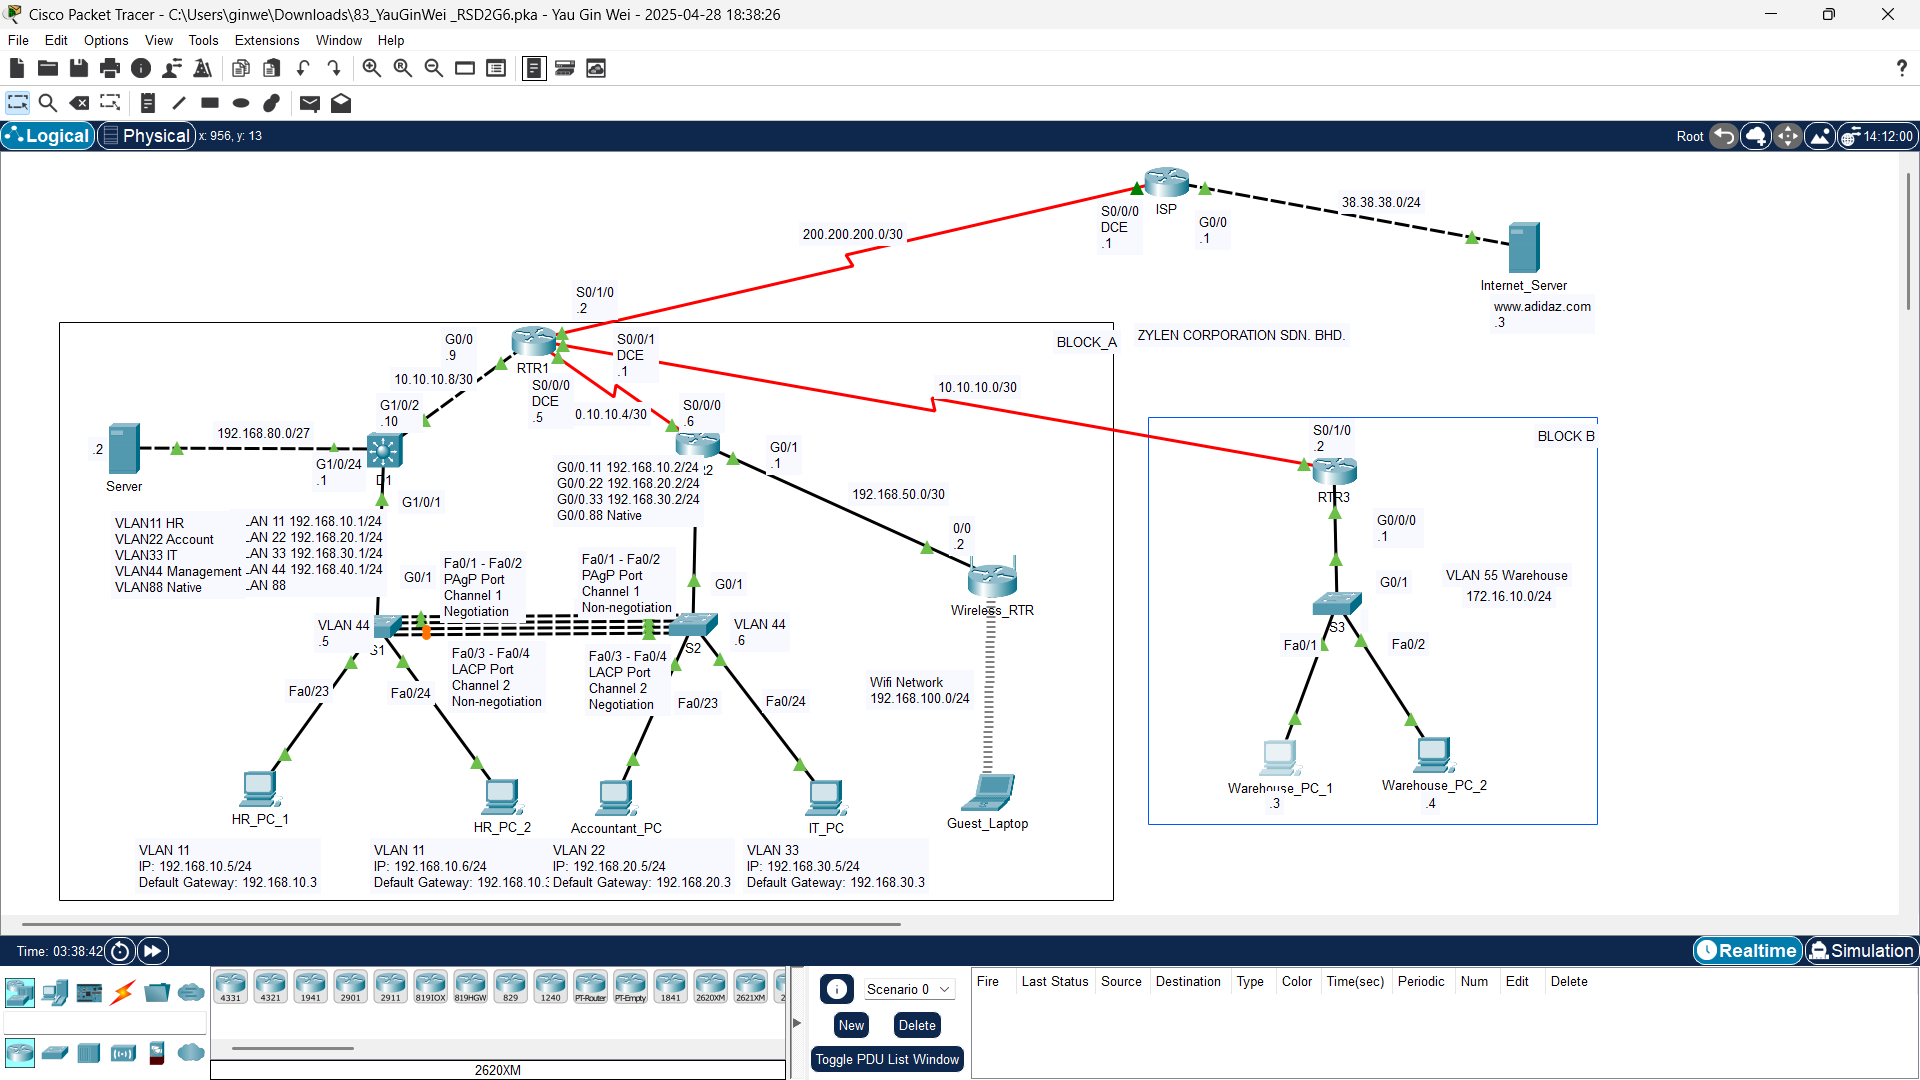 Cisco Packet Tracer - C:\Users\ginwe\Downloads\83_YauGinWei _RSD2G6.pka - Yau Gin Wei - 2025-04-28 18:38:26
File Edit Options View Tools Extensions Window Help
?
Logical Physical x: 956, y: 13
Root 14:12:00
ISP
S0/0/0
DCE
.1
G0/0
.1
38.38.38.0/24
200.200.200.0/30
Internet_Server
www.adidaz.com
.3
S0/1/0
.2
ZYLEN CORPORATION SDN. BHD.
BLOCK_A
G0/0
.9
RTR1
S0/0/1
DCE
.1
10.10.10.8/30
S0/0/0
DCE
.5
0.10.10.4/30
10.10.10.0/30
G1/0/2
.10
S0/0/0
.6
192.168.80.0/27
.2
Server
G1/0/24
.1
D1
G1/0/1
G0/1
.1
G0/0.11 192.168.10.2/24
G0/0.22 192.168.20.2/24
G0/0.33 192.168.30.2/24
G0/0.88 Native
192.168.50.0/30
0/0
.2
Wireless_RTR
VLAN11 HR
VLAN22 Account
VLAN33 IT
VLAN44 Management
VLAN88 Native
LAN 11 192.168.10.1/24
LAN 22 192.168.20.1/24
LAN 33 192.168.30.1/24
LAN 44 192.168.40.1/24
LAN 88
G0/1
Fa0/1 - Fa0/2
PAgP Port
Channel 1
Negotiation
Fa0/1 - Fa0/2
PAgP Port
Channel 1
Non-negotiation
G0/1
VLAN 44
.5
S1
S2
VLAN 44
.6
Fa0/3 - Fa0/4
LACP Port
Channel 2
Non-negotiation
Fa0/3 - Fa0/4
LACP Port
Channel 2
Negotiation
Fa0/23
Fa0/24
Fa0/23
Fa0/24
Wifi Network
192.168.100.0/24
HR_PC_1
HR_PC_2
Accountant_PC
IT_PC
Guest_Laptop
VLAN 11
IP: 192.168.10.5/24
Default Gateway: 192.168.10.3
VLAN 11
IP: 192.168.10.6/24
Default Gateway: 192.168.10.3
VLAN 22
IP: 192.168.20.5/24
Default Gateway: 192.168.20.3
VLAN 33
IP: 192.168.30.5/24
Default Gateway: 192.168.30.3
BLOCK B
S0/1/0
.2
RTR3
G0/0/0
.1
G0/1
VLAN 55 Warehouse
172.16.10.0/24
S3
Fa0/1
Fa0/2
Warehouse_PC_1
.3
Warehouse_PC_2
.4
Time: 03:38:42
Realtime Simulation
4331 4321 1941 2901 2911 819IOX 819HGW 829 1240 PT-Router PT-Empty 1841 2620XM 2621XM
2620XM
Scenario 0
New Delete
Toggle PDU List Window
Fire Last Status Source Destination Type Color Time(sec) Periodic Num Edit Delete